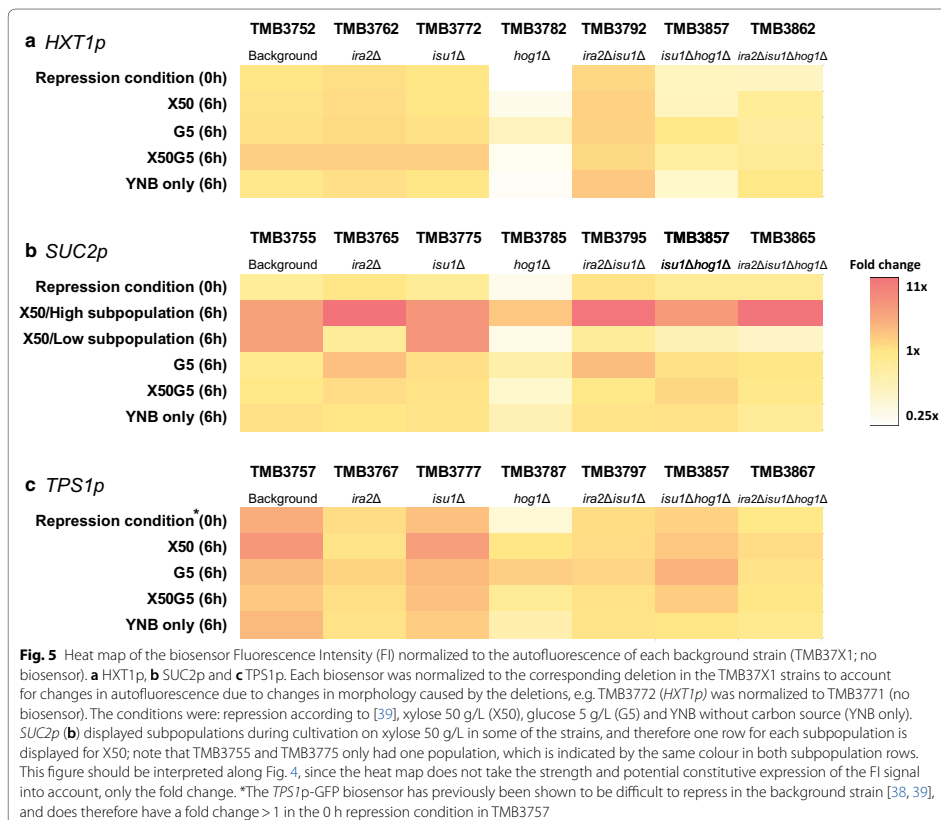 TMB3752 TMB3762 TMB3772 TMB3782 TMB3792 TMB3857 TMB3862
a HXT1p
Background ira2Δ isu1Δ hog1Δ ira2Δisu1Δ isu1Δhog1Δ ira2Δisu1Δhog1Δ
Repression condition (0h)
X50 (6h)
G5 (6h)
X50G5 (6h)
YNB only (6h)
TMB3755 TMB3765 TMB3775 TMB3785 TMB3795 TMB3857 TMB3865
b SUC2p
Background ira2Δ isu1Δ hog1Δ ira2Δisu1Δ isu1Δhog1Δ ira2Δisu1Δhog1Δ
Repression condition (0h)
X50/High subpopulation (6h)
X50/Low subpopulation (6h)
G5 (6h)
X50G5 (6h)
YNB only (6h)
Fold change
11x
1x
0.25x
TMB3757 TMB3767 TMB3777 TMB3787 TMB3797 TMB3857 TMB3867
c TPS1p
Background ira2Δ isu1Δ hog1Δ ira2Δisu1Δ isu1Δhog1Δ ira2Δisu1Δhog1Δ
Repression condition*(0h)
X50 (6h)
G5 (6h)
X50G5 (6h)
YNB only (6h)
Fig. 5 Heat map of the biosensor Fluorescence Intensity (FI) normalized to the autofluorescence of each background strain (TMB37X1; no
biosensor). a HXT1p, b SUC2p and c TPS1p. Each biosensor was normalized to the corresponding deletion in the TMB37X1 strains to account
for changes in autofluorescence due to changes in morphology caused by the deletions, e.g. TMB3772 (HXT1p) was normalized to TMB3771 (no
biosensor). The conditions were: repression according to [39], xylose 50 g/L (X50), glucose 5 g/L (G5) and YNB without carbon source (YNB only).
SUC2p (b) displayed subpopulations during cultivation on xylose 50 g/L in some of the strains, and therefore one row for each subpopulation is
displayed for X50; note that TMB3755 and TMB3775 only had one population, which is indicated by the same colour in both subpopulation rows.
This figure should be interpreted along Fig. 4, since the heat map does not take the strength and potential constitutive expression of the FI signal
into account, only the fold change. *The TPS1p-GFP biosensor has previously been shown to be difficult to repress in the background strain [38, 39],
and does therefore have a fold change > 1 in the 0 h repression condition in TMB3757